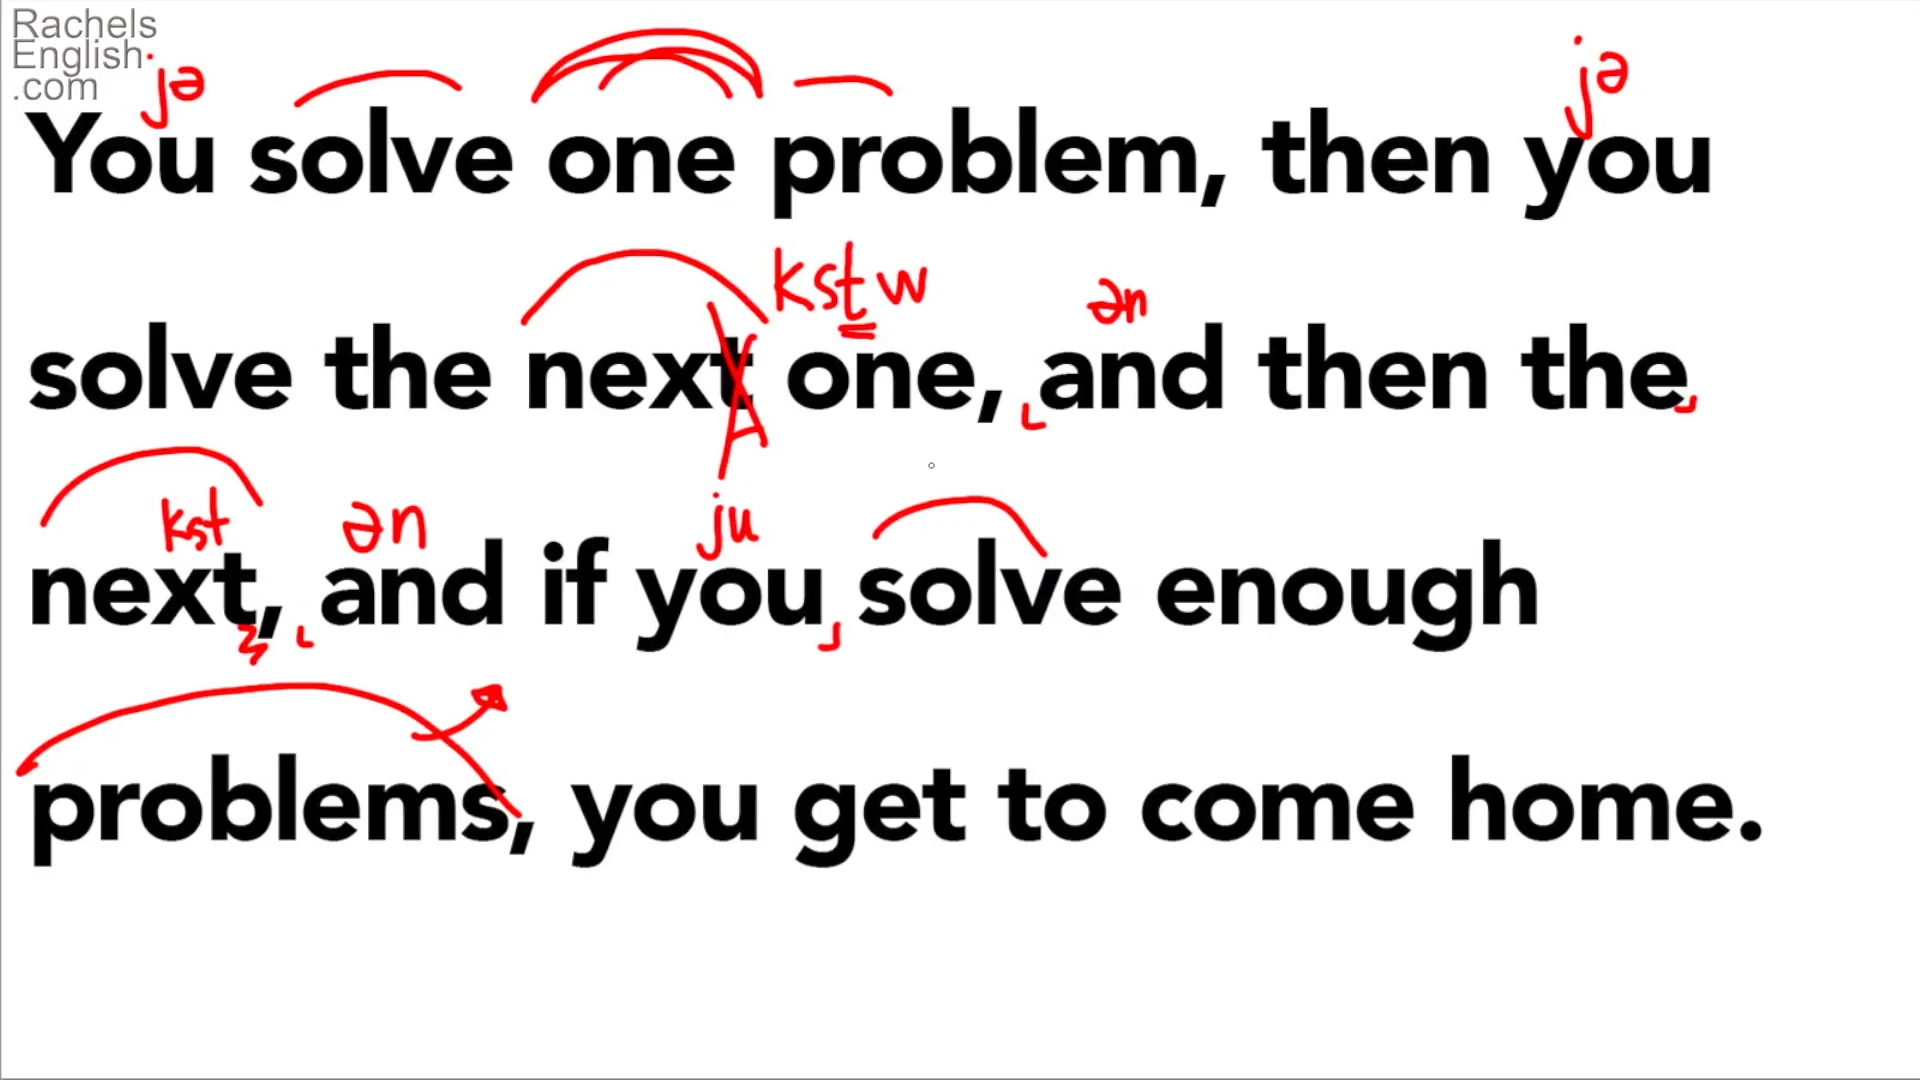 Rachels
English
.com
jə
jə
You solve one problem, then you
kstw
ən
solve the next one, and then the
kst
ən
ju
next, and if you solve enough
problems, you get to come home.